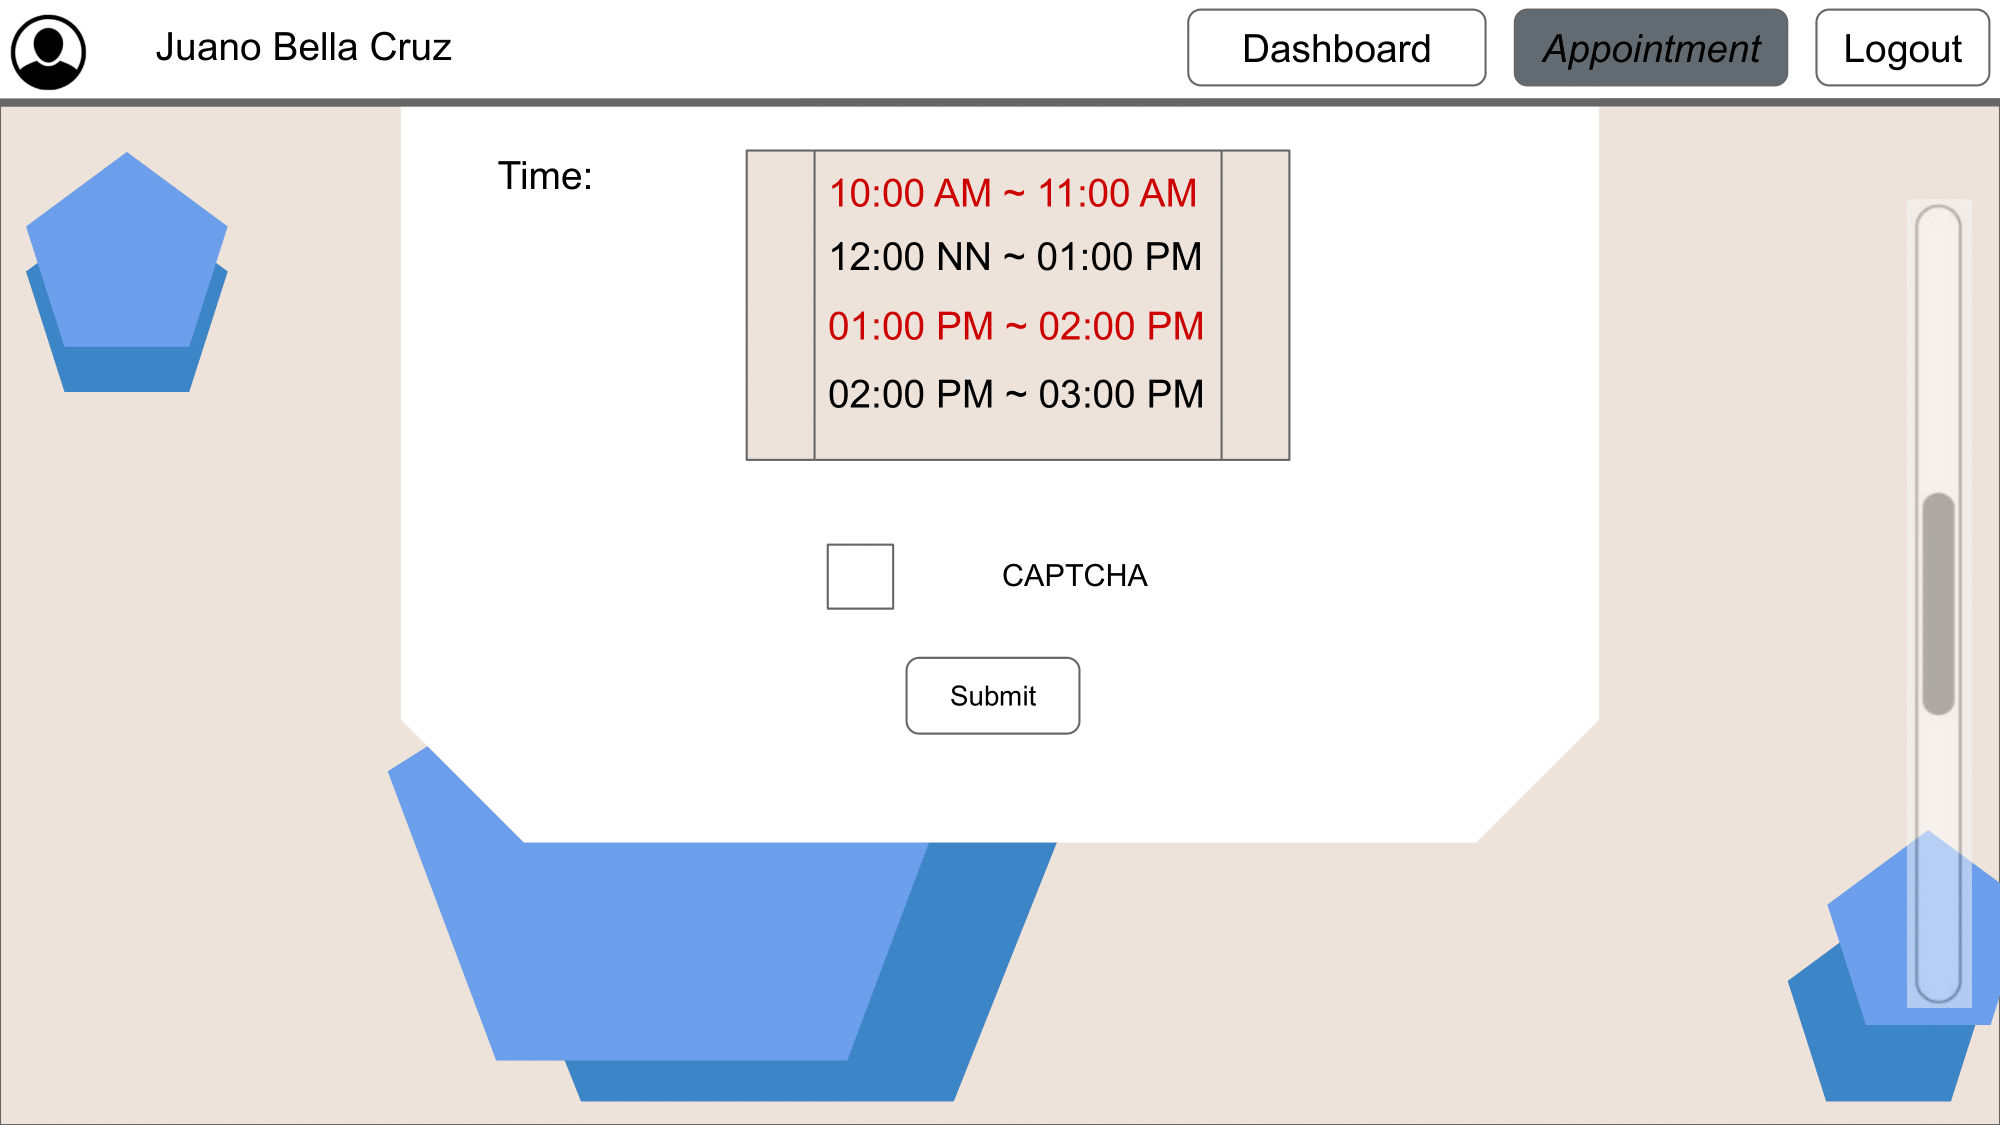 Juano Bella Cruz
Dashboard
Appointment
Logout
Time:
10:00 AM ~ 11:00 AM
12:00 NN ~ 01:00 PM
01:00 PM ~ 02:00 PM
02:00 PM ~ 03:00 PM
CAPTCHA
Submit